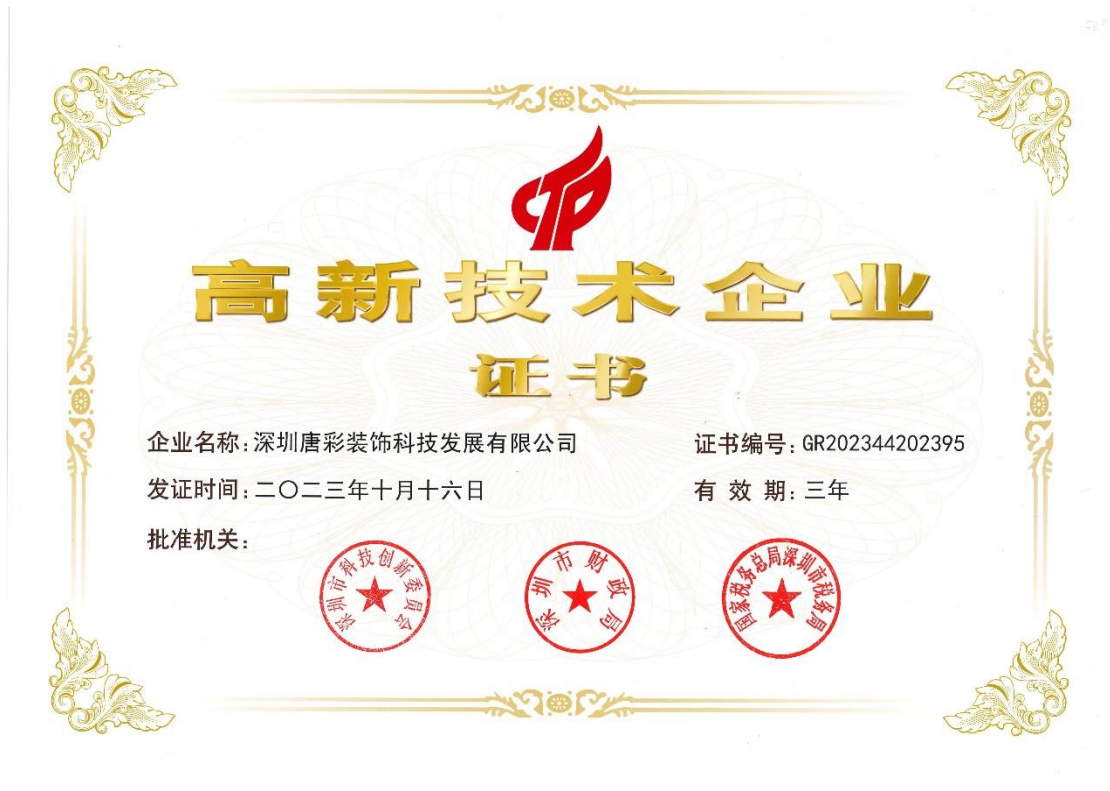 高新技术企业
证书
企业名称:深圳唐彩装饰科技发展有限公司
证书编号:GR202344202395
发证时间:二〇二三年十月十六日
有效期:三年
批准机关:
深圳市科技创新委员会
深圳市财政局
国家税务总局深圳市税务局